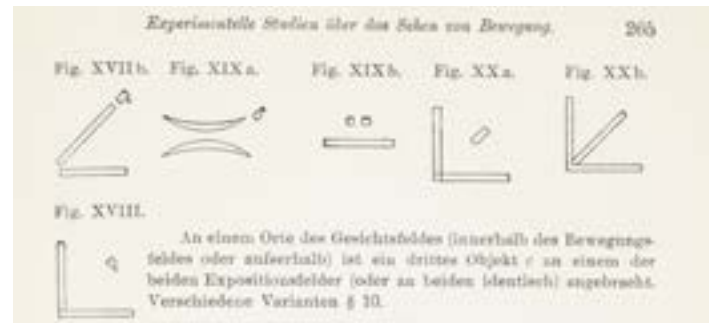 Experimentelle Studien über das Sehen von Bewegung. 265
Fig. XVII b. Fig. XIX a. Fig. XIX b. Fig. XX a. Fig. XX b.
Fig. XVIII.
An einem Orte des Gesichtsfeldes (innerhalb des Bewegungs-
feldes oder außerhalb) ist ein drittes Objekt c an einem der
beiden Expositionsfelder (oder an beiden identisch) angebracht.
Verschiedene Varianten § 10.